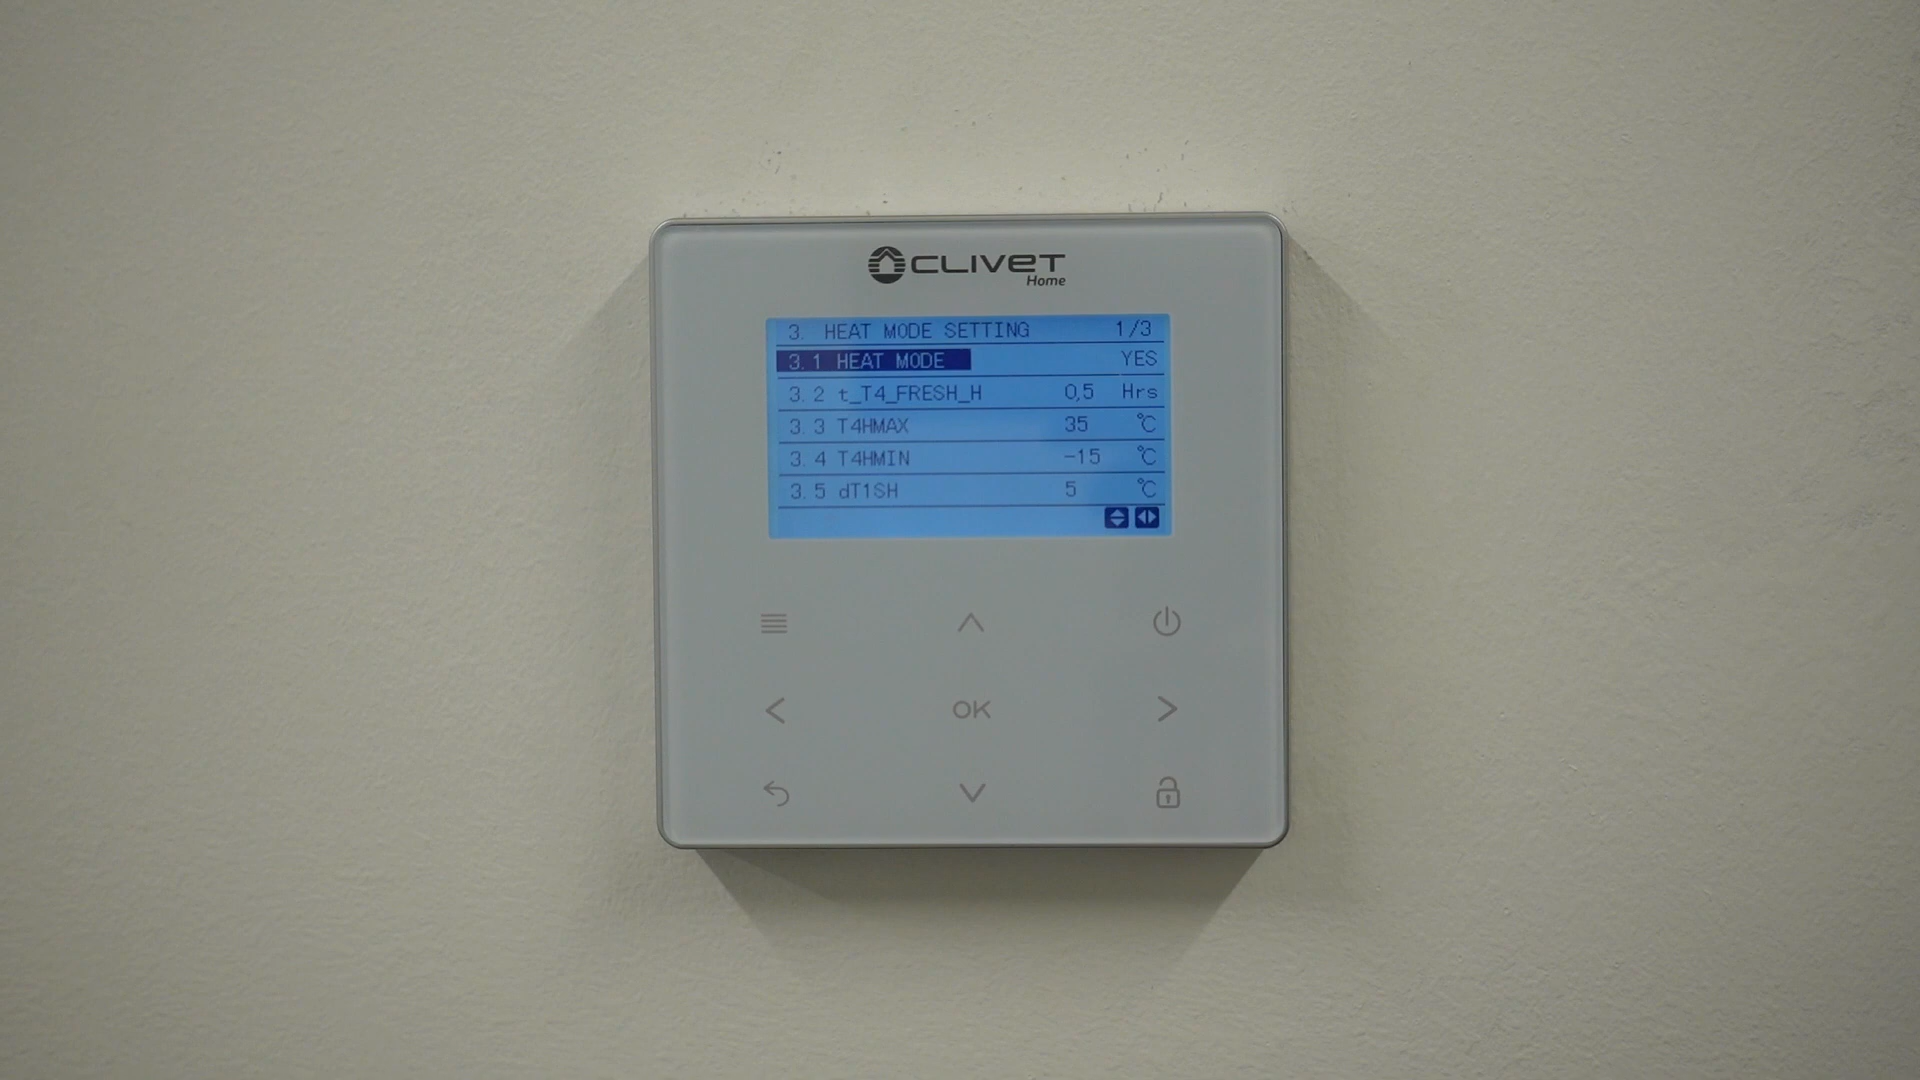 CLIVET
Home
3. HEAT MODE SETTING 1/3
3.1 HEAT MODE YES
3.2 t_T4_FRESH_H 0,5 Hrs
3.3 T4HMAX 35 ℃
3.4 T4HMIN -15 ℃
3.5 dT1SH 5 ℃
OK